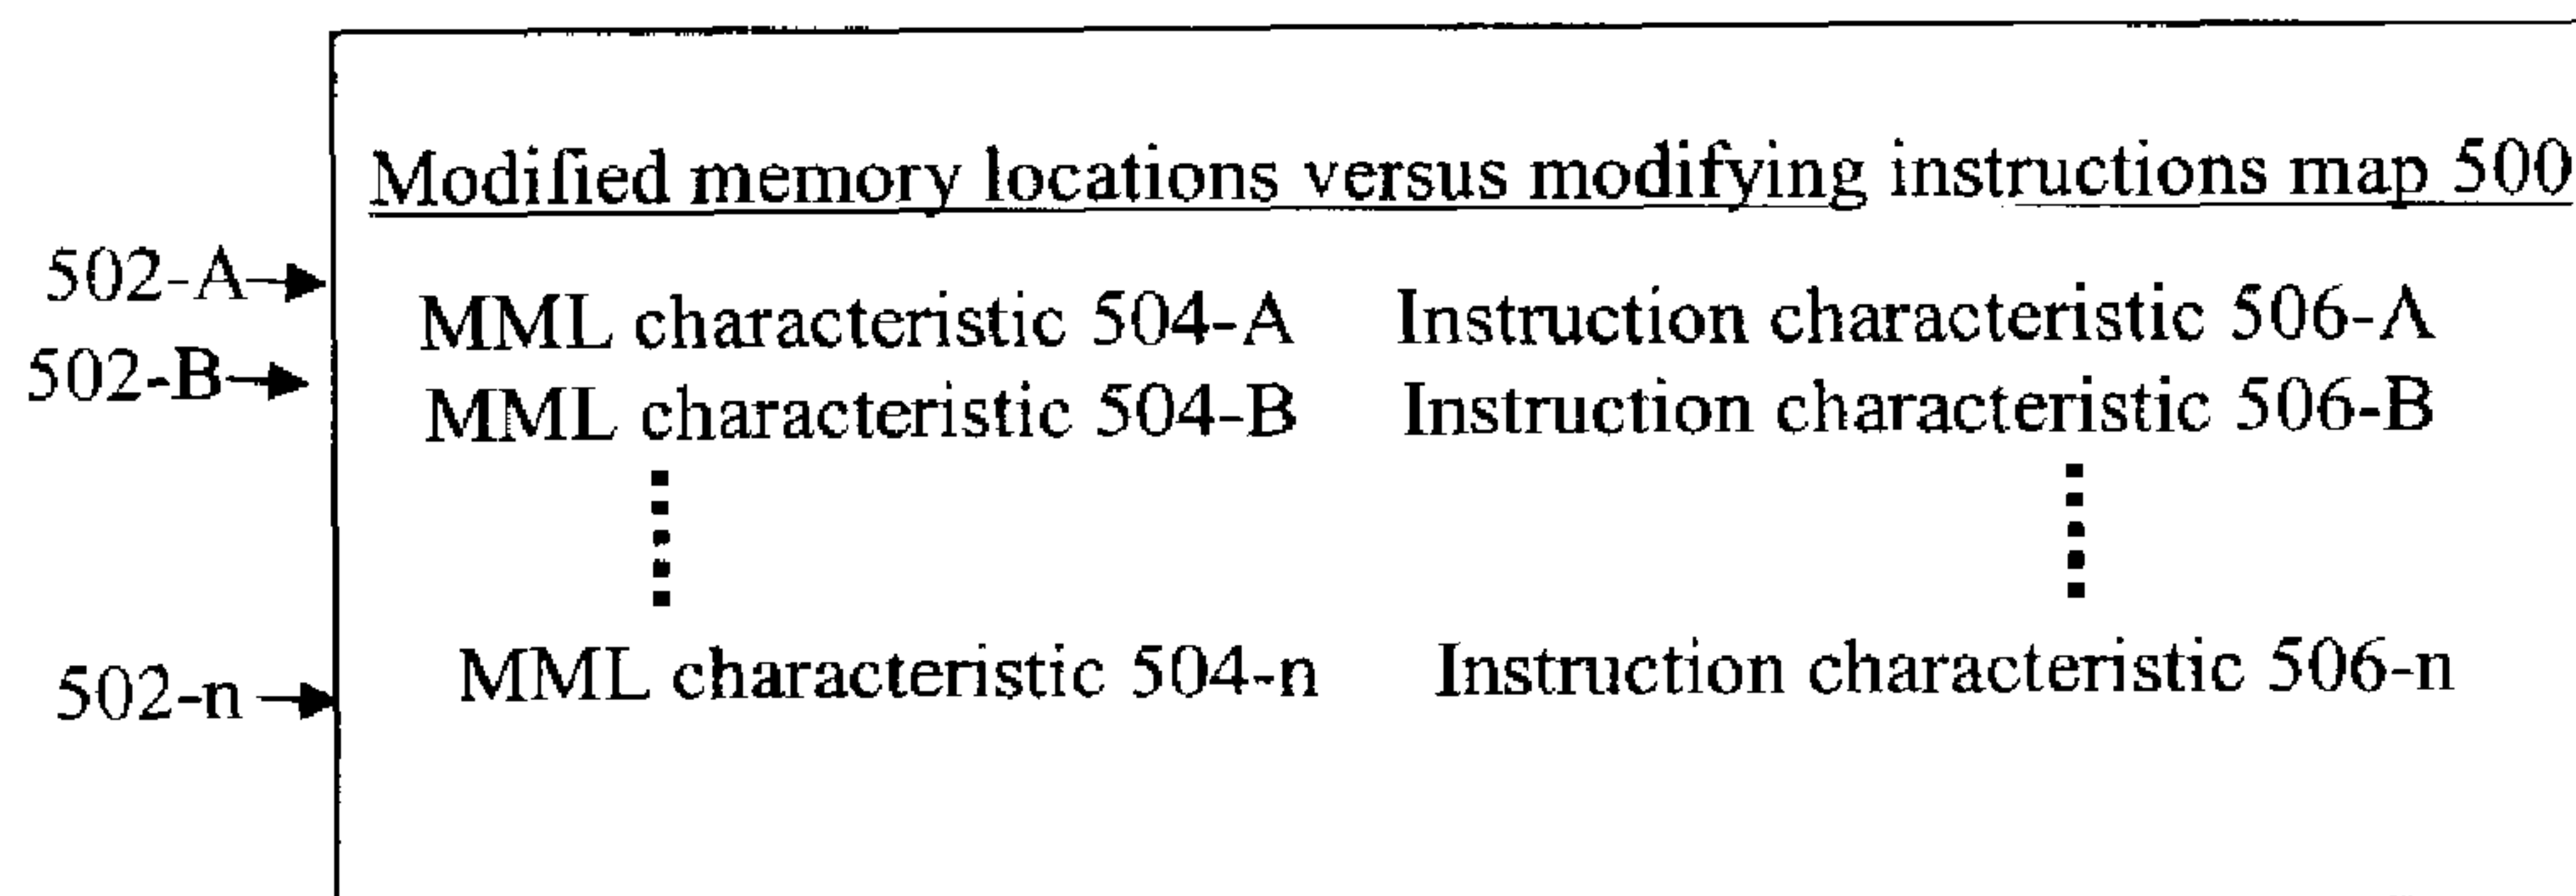 Modified memory locations versus modifying instructions map 500
502-A
MML characteristic 504-A Instruction characteristic 506-A
502-B
MML characteristic 504-B Instruction characteristic 506-B
502-n
MML characteristic 504-n Instruction characteristic 506-n